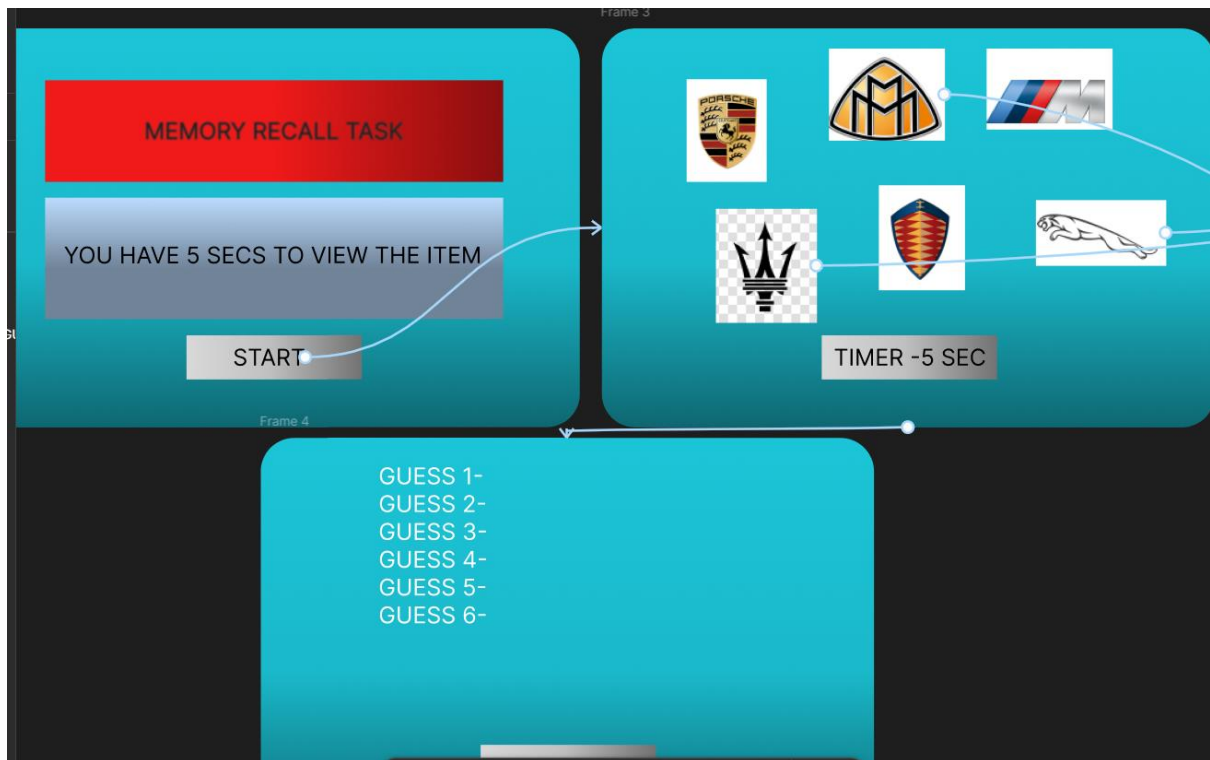 Frame 3
MEMORY RECALL TASK
YOU HAVE 5 SECS TO VIEW THE ITEM
START
PORSCHE
TIMER -5 SEC
Frame 4
GUESS 1-
GUESS 2-
GUESS 3-
GUESS 4-
GUESS 5-
GUESS 6-